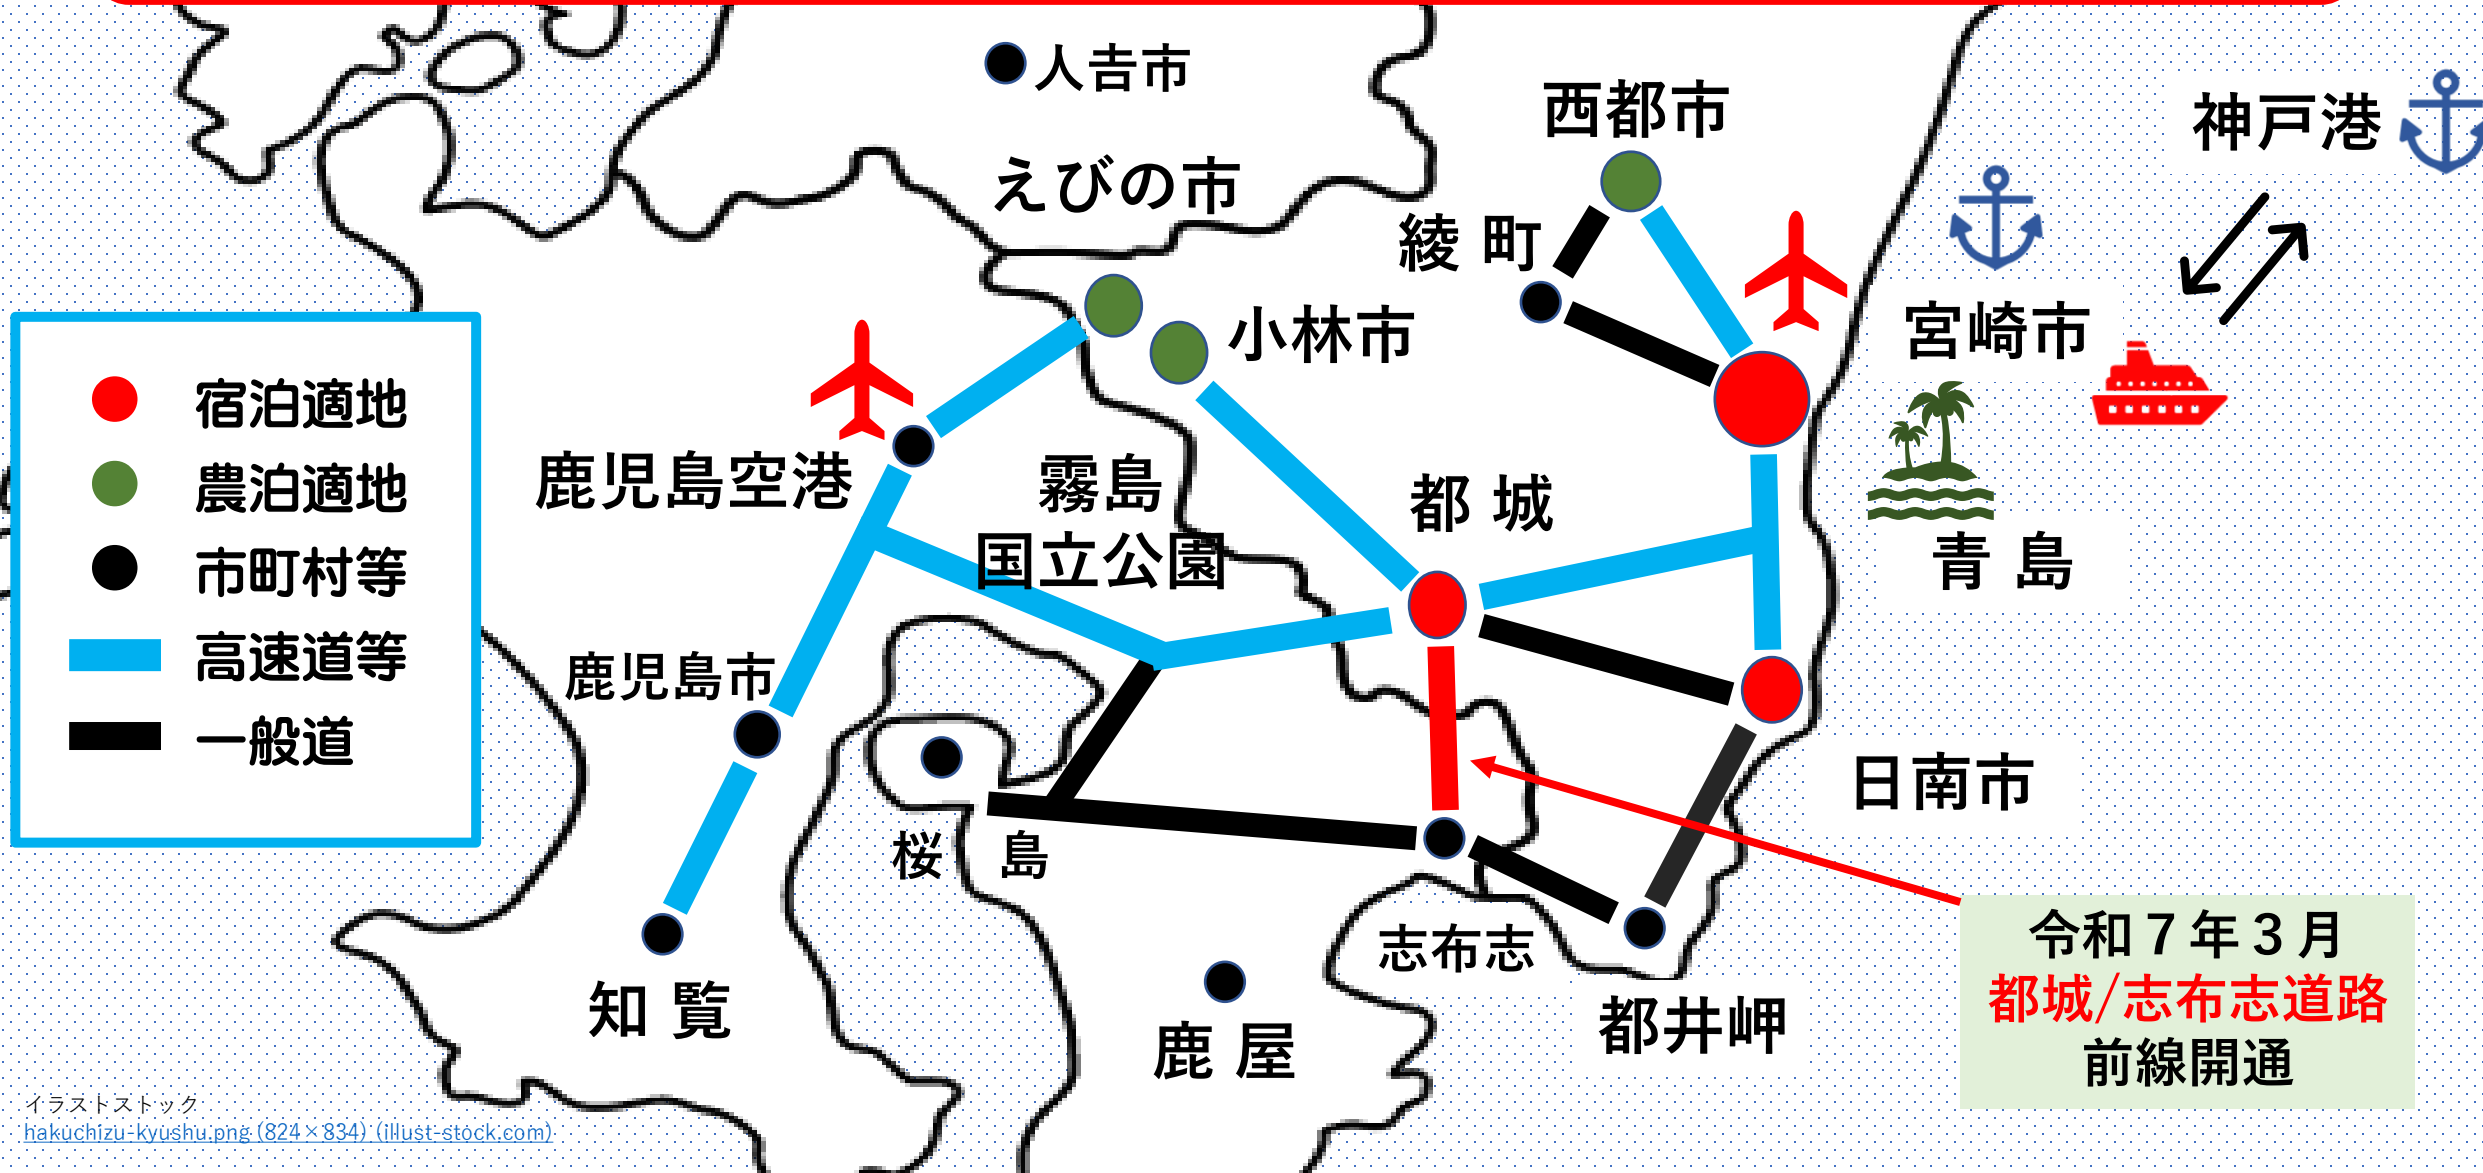 人吉市
西都市
神戸港
えびの市
綾 町
宮崎市
小林市
宿泊適地
農泊適地
市町村等
高速道等
一般道
鹿児島空港
霧島
国立公園
都 城
青 島
鹿児島市
日南市
桜 島
志布志
知 覧
鹿 屋
都井岬
令和７年３月
都城/志布志道路
前線開通
イラストストック
hakuchizu-kyushu.png (824×834) (illust-stock.com)